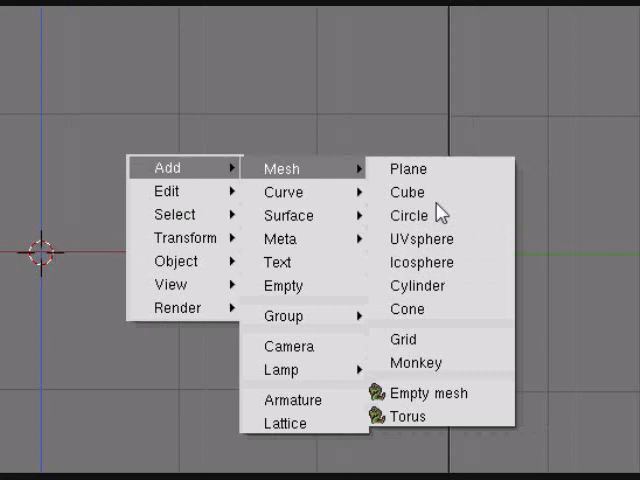 Add
Edit
Select
Transform
Object
View
Render
Mesh
Curve
Surface
Meta
Text
Empty
Group
Camera
Lamp
Armature
Lattice
Plane
Cube
Circle
UVsphere
Icosphere
Cylinder
Cone
Grid
Monkey
Empty mesh
Torus